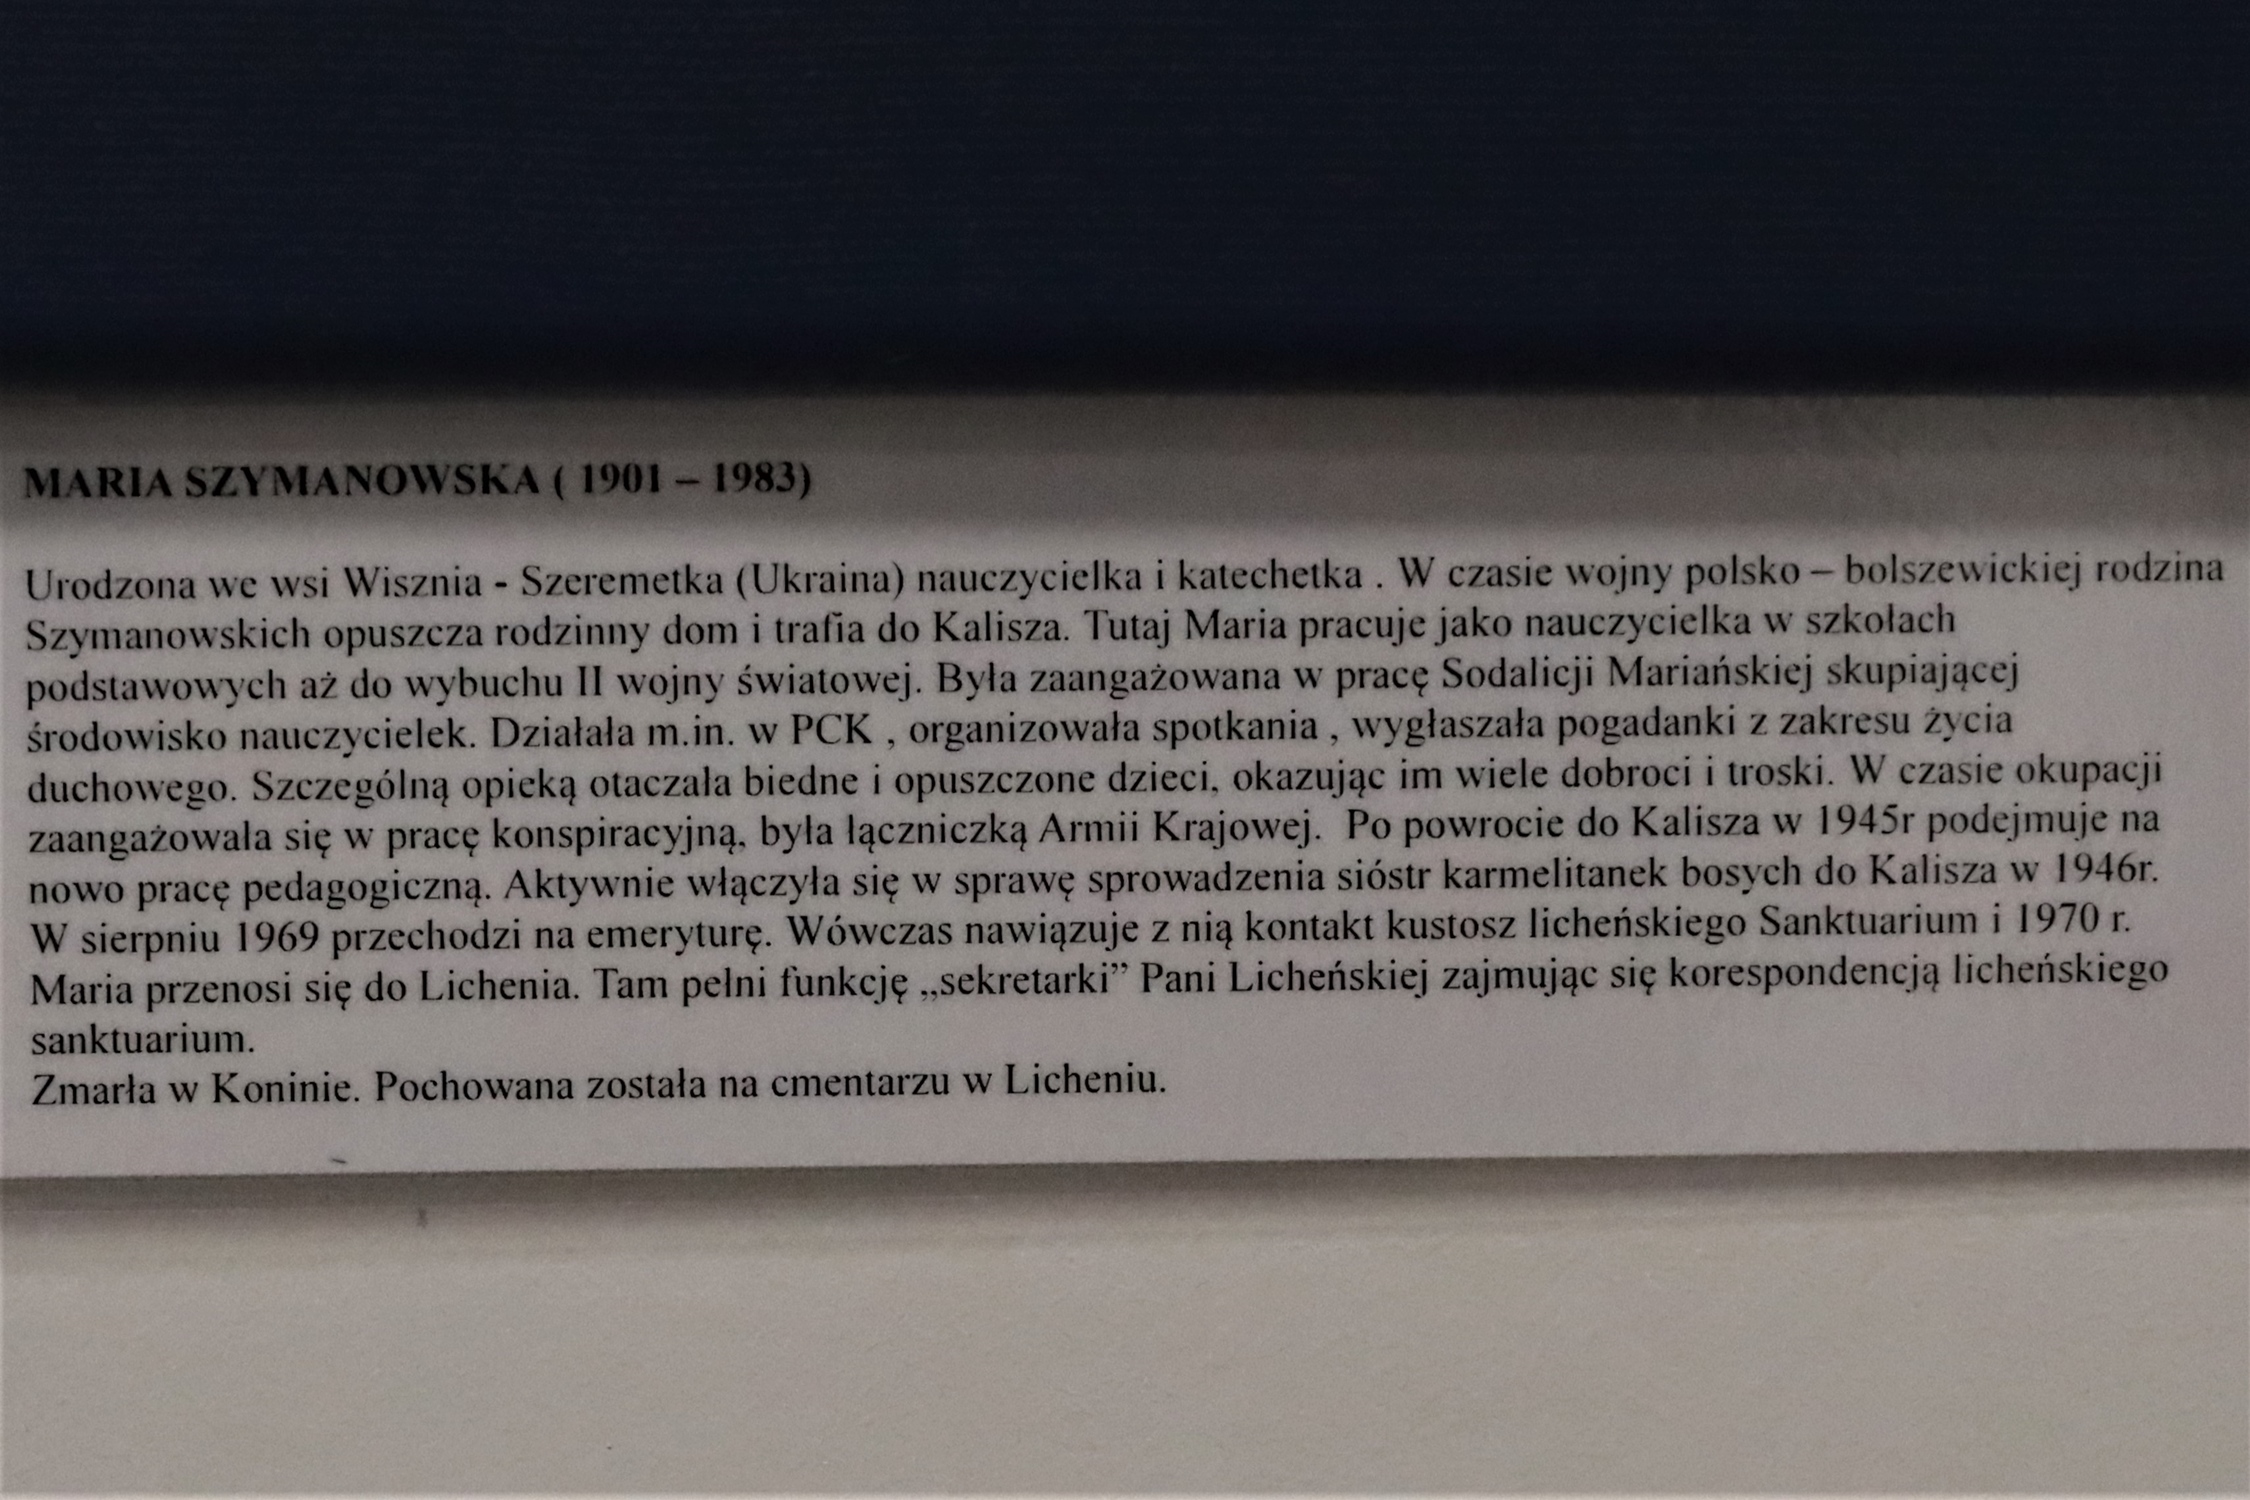 MARIA SZYMANOWSKA ( 1901 – 1983)
Urodzona we wsi Wisznia - Szeremetka (Ukraina) nauczycielka i katechetka . W czasie wojny polsko – bolszewickiej rodzina
Szymanowskich opuszcza rodzinny dom i trafia do Kalisza. Tutaj Maria pracuje jako nauczycielka w szkołach
podstawowych aż do wybuchu II wojny światowej. Była zaangażowana w pracę Sodalicji Mariańskiej skupiającej
środowisko nauczycielek. Działała m.in. w PCK , organizowała spotkania , wygłaszała pogadanki z zakresu życia
duchowego. Szczególną opieką otaczała biedne i opuszczone dzieci, okazując im wiele dobroci i troski. W czasie okupacji
zaangażowała się w pracę konspiracyjną, była łączniczką Armii Krajowej. Po powrocie do Kalisza w 1945r podejmuje na
nowo pracę pedagogiczną. Aktywnie włączyła się w sprawę sprowadzenia sióstr karmelitanek bosych do Kalisza w 1946r.
W sierpniu 1969 przechodzi na emeryturę. Wówczas nawiązuje z nią kontakt kustosz licheńskiego Sanktuarium i 1970 r.
Maria przenosi się do Lichenia. Tam pełni funkcję „sekretarki” Pani Licheńskiej zajmując się korespondencją licheńskiego
sanktuarium.
Zmarła w Koninie. Pochowana została na cmentarzu w Licheniu.